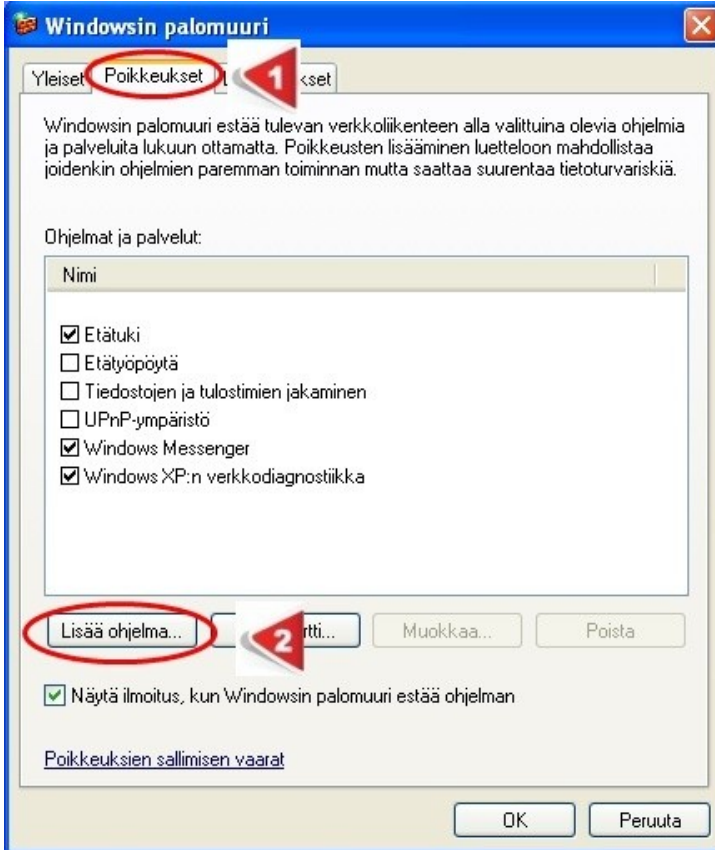 Windowsin palomuuri
Yleiset Poikkeukset
1
Windowsin palomuuri estää tulevan verkkoliikenteen alla valittuina olevia ohjelmia
ja palveluita lukuun ottamatta. Poikkeusten lisääminen luetteloon mahdollistaa
joidenkin ohjelmien paremman toiminnan mutta saattaa suurentaa tietoturvariskiä.
Ohjelmat ja palvelut:
Nimi
Etätuki
Etätyöpöytä
Tiedostojen ja tulostimien jakaminen
UPnP-ympäristö
Windows Messenger
Windows XP:n verkkodiagnostiikka
Lisää ohjelma... 2 Muokkaa... Poista
Näytä ilmoitus, kun Windowsin palomuuri estää ohjelman
Poikkeuksien sallimisen vaarat
OK Peruuta